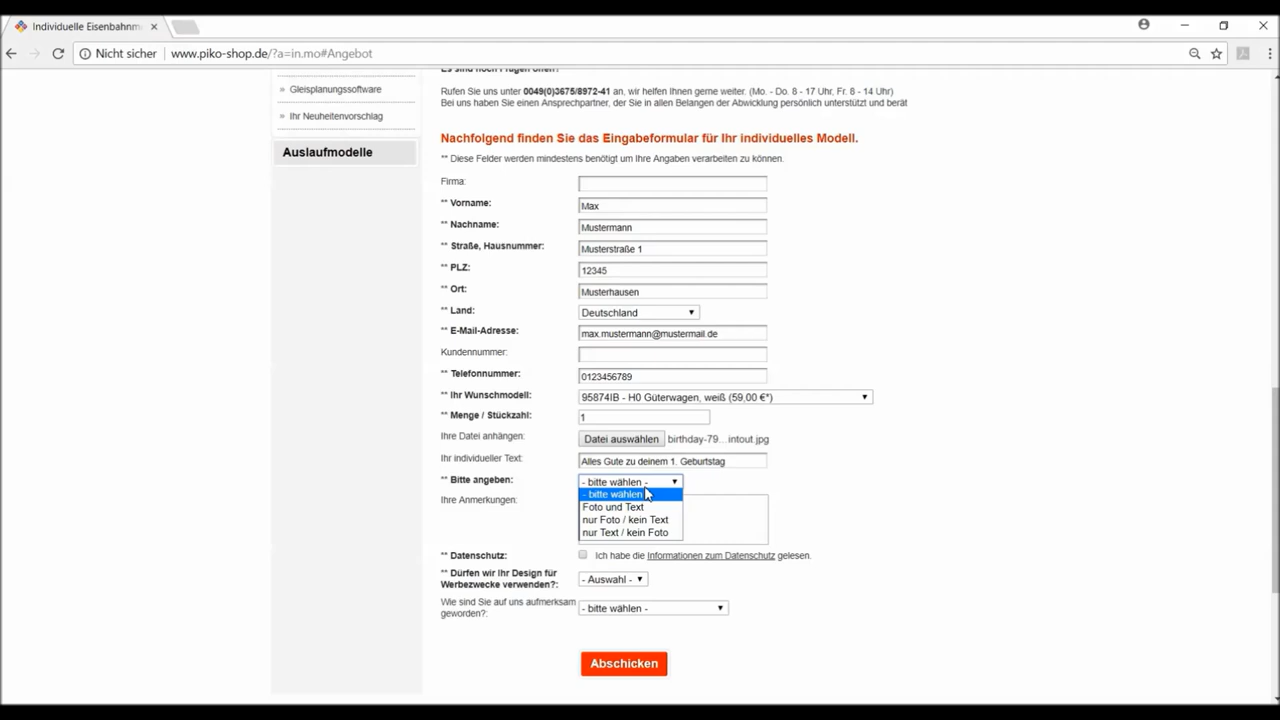 Individuelle Eisenbahnm
Nicht sicher www.piko-shop.de/?a=in.mo#Angebot
Es sind noch Fragen offen?
» Gleisplanungssoftware
» Ihr Neuheitenvorschlag
Auslaufmodelle
Rufen Sie uns unter 0049(0)3675/8972-41 an, wir helfen Ihnen gerne weiter. (Mo. - Do. 8 - 17 Uhr, Fr. 8 - 14 Uhr)
Bei uns haben Sie einen Ansprechpartner, der Sie in allen Belangen der Abwicklung persönlich unterstützt und berät
Nachfolgend finden Sie das Eingabeformular für Ihr individuelles Modell.
** Diese Felder werden mindestens benötigt um Ihre Angaben verarbeiten zu können.
Firma:
** Vorname: Max
** Nachname: Mustermann
** Straße, Hausnummer: Musterstraße 1
** PLZ: 12345
** Ort: Musterhausen
** Land: Deutschland
** E-Mail-Adresse: max.mustermann@mustermail.de
Kundennummer:
** Telefonnummer: 0123456789
** Ihr Wunschmodell: 95874IB - H0 Güterwagen, weiß (59,00 €*)
** Menge / Stückzahl: 1
Ihre Datei anhängen: Datei auswählen birthday-79...intout.jpg
Ihr individueller Text: Alles Gute zu deinem 1. Geburtstag
** Bitte angeben: - bitte wählen -
- bitte wählen
Ihre Anmerkungen:
Foto und Text
nur Foto / kein Text
nur Text / kein Foto
** Datenschutz: Ich habe die Informationen zum Datenschutz gelesen.
** Dürfen wir Ihr Design für
Werbezwecke verwenden?: - Auswahl -
Wie sind Sie auf uns aufmerksam
geworden?: - bitte wählen -
Abschicken